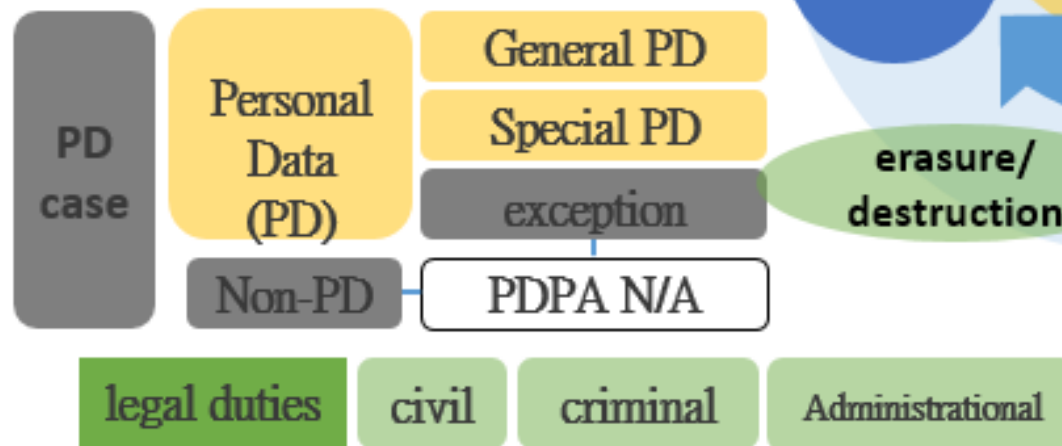 PD
case
Personal
Data
(PD)
General PD
Special PD
exception
Non-PD
PDPA N/A
erasure/
destruction
legal duties
civil
criminal
Administrational